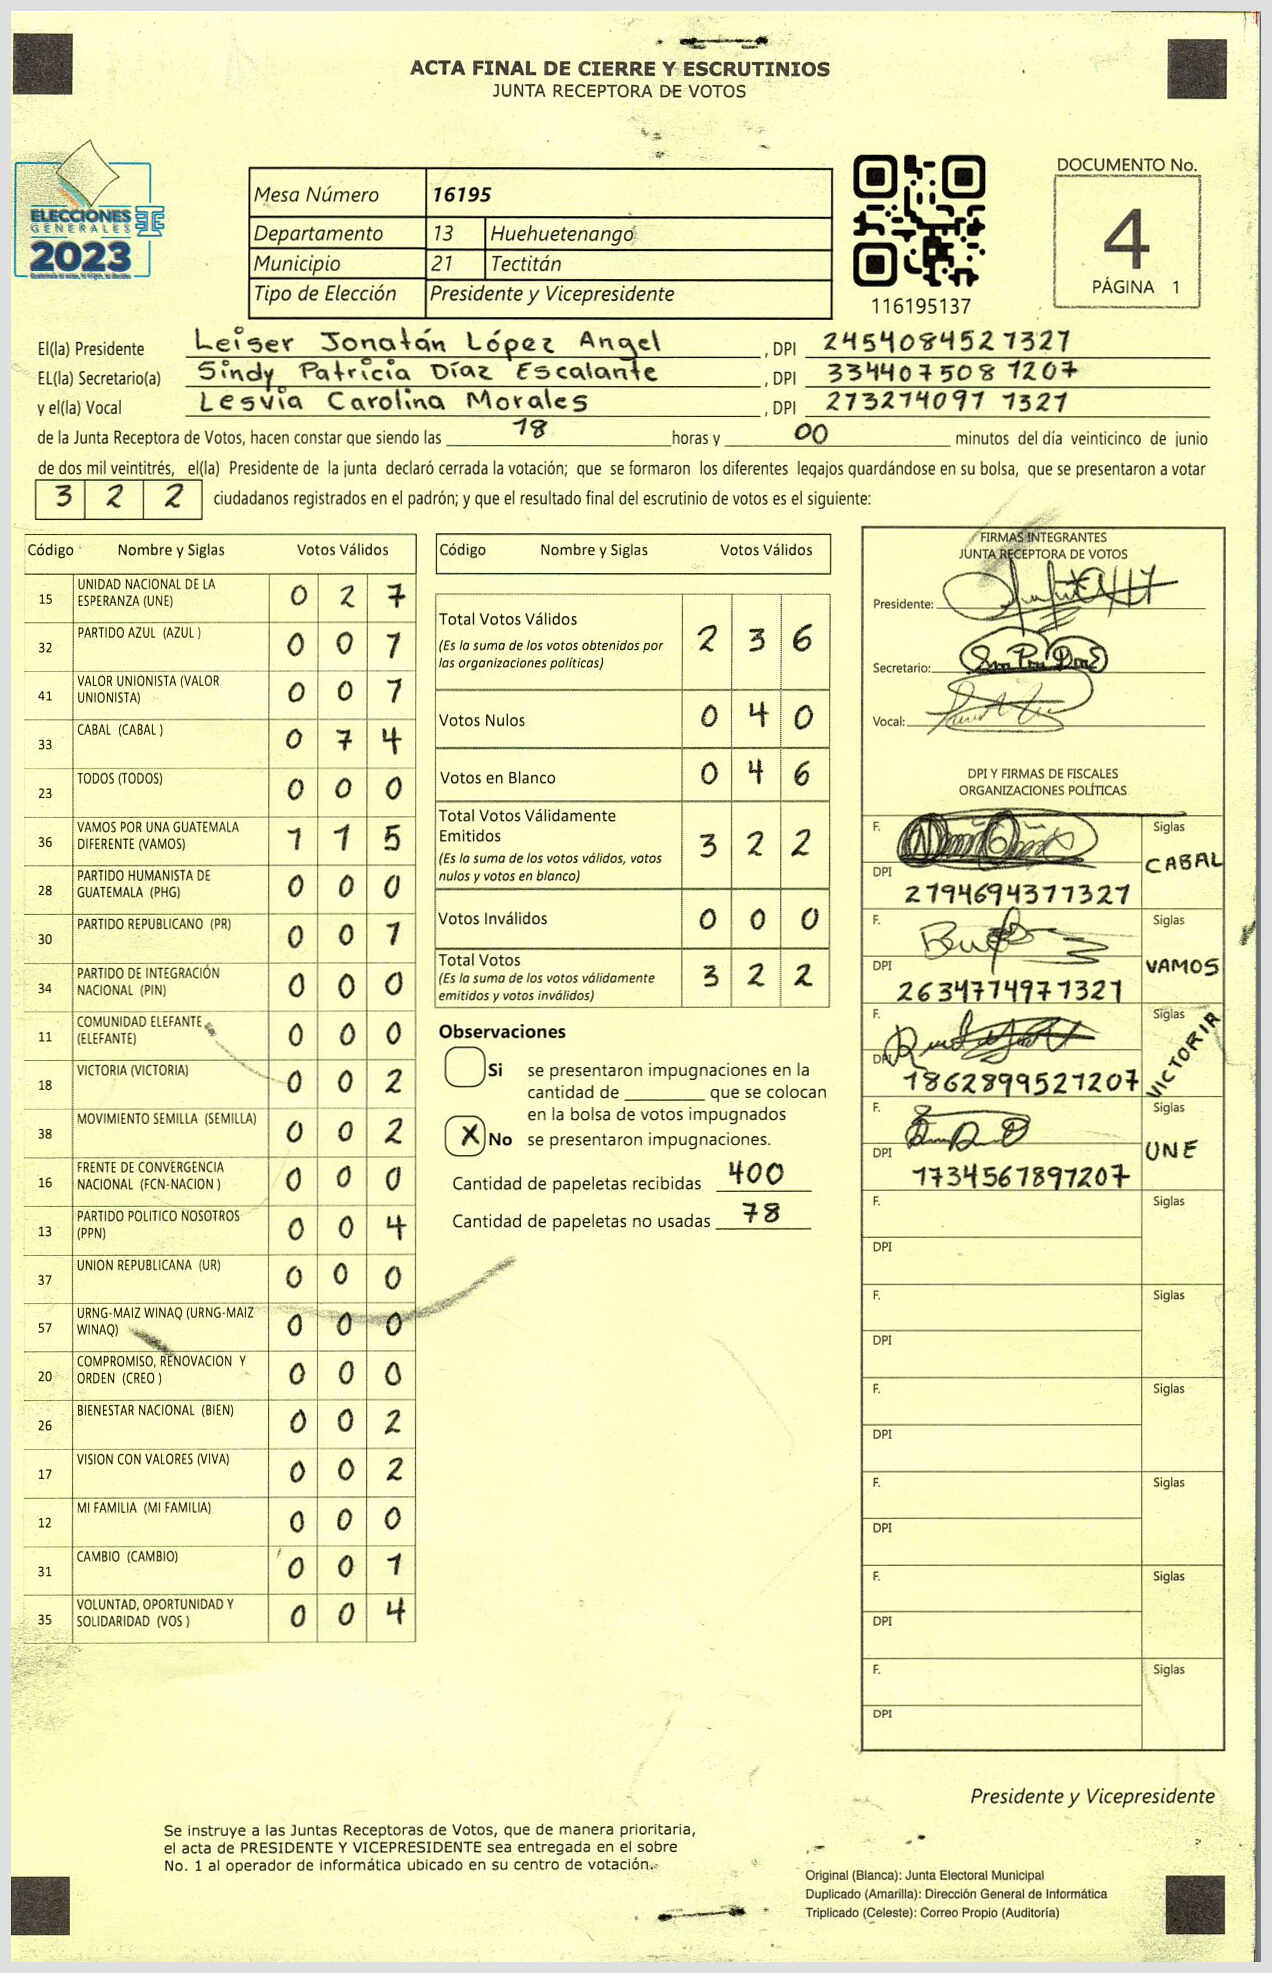 ACTA FINAL DE CIERRE Y ESCRUTINIOS
JUNTA RECEPTORA DE VOTOS
ELECCIONES
GENERALES
2023
Mesa Número 16195
Departamento 13 Huehuetenango
Municipio 21 Tectitán
Tipo de Elección Presidente y Vicepresidente
116195137
DOCUMENTO No.
4
PÁGINA 1
El(la) Presidente Leiser Jonatán López Angel , DPI 2454084521327
EL(la) Secretario(a) Sindy Patricia Díaz Escalante , DPI 3344075081207
y el(la) Vocal Lesvia Carolina Morales , DPI 2732140971321
de la Junta Receptora de Votos, hacen constar que siendo las 18 horas y 00 minutos del día veinticinco de junio
de dos mil veintitrés, el(la) Presidente de la junta declaró cerrada la votación; que se formaron los diferentes legajos guardándose en su bolsa, que se presentaron a votar
3 2 2 ciudadanos registrados en el padrón; y que el resultado final del escrutinio de votos es el siguiente:
Código Nombre y Siglas Votos Válidos
15 UNIDAD NACIONAL DE LA ESPERANZA (UNE) 0 2 7
32 PARTIDO AZUL (AZUL ) 0 0 1
41 VALOR UNIONISTA (VALOR UNIONISTA) 0 0 1
33 CABAL (CABAL ) 0 7 4
23 TODOS (TODOS) 0 0 0
36 VAMOS POR UNA GUATEMALA DIFERENTE (VAMOS) 1 1 5
28 PARTIDO HUMANISTA DE GUATEMALA (PHG) 0 0 0
30 PARTIDO REPUBLICANO (PR) 0 0 1
34 PARTIDO DE INTEGRACIÓN NACIONAL (PIN) 0 0 0
11 COMUNIDAD ELEFANTE (ELEFANTE) 0 0 0
18 VICTORIA (VICTORIA) 0 0 2
38 MOVIMIENTO SEMILLA (SEMILLA) 0 0 2
16 FRENTE DE CONVERGENCIA NACIONAL (FCN-NACION ) 0 0 0
13 PARTIDO POLITICO NOSOTROS (PPN) 0 0 4
37 UNION REPUBLICANA (UR) 0 0 0
57 URNG-MAIZ WINAQ (URNG-MAIZ WINAQ) 0 0 0
20 COMPROMISO, RENOVACION Y ORDEN (CREO ) 0 0 0
26 BIENESTAR NACIONAL (BIEN) 0 0 2
17 VISION CON VALORES (VIVA) 0 0 2
12 MI FAMILIA (MI FAMILIA) 0 0 0
31 CAMBIO (CAMBIO) 0 0 1
35 VOLUNTAD, OPORTUNIDAD Y SOLIDARIDAD (VOS ) 0 0 4
Código Nombre y Siglas Votos Válidos
Total Votos Válidos 2 3 6
(Es la suma de los votos obtenidos por
las organizaciones políticas)
Votos Nulos 0 4 0
Votos en Blanco 0 4 6
Total Votos Válidamente
Emitidos 3 2 2
(Es la suma de los votos válidos, votos
nulos y votos en blanco)
Votos Inválidos 0 0 0
Total Votos 3 2 2
(Es la suma de los votos válidamente
emitidos y votos inválidos)
Observaciones
Si se presentaron impugnaciones en la
cantidad de ________ que se colocan
en la bolsa de votos impugnados
X No se presentaron impugnaciones.
Cantidad de papeletas recibidas 400
Cantidad de papeletas no usadas 78
FIRMAS INTEGRANTES
JUNTA RECEPTORA DE VOTOS
Presidente:
Secretario:
Vocal:
DPI Y FIRMAS DE FISCALES
ORGANIZACIONES POLÍTICAS
F. Siglas
CABAL
DPI 2794694371327
F. Siglas
VAMOS
DPI 2634774971321
F. Siglas
VICTORIR
DPI 1862899521207
F. Siglas
UNE
DPI 1734567891207
F. Siglas
DPI
F. Siglas
DPI
F. Siglas
DPI
F. Siglas
DPI
F. Siglas
DPI
F. Siglas
DPI
Presidente y Vicepresidente
Se instruye a las Juntas Receptoras de Votos, que de manera prioritaria,
el acta de PRESIDENTE Y VICEPRESIDENTE sea entregada en el sobre
No. 1 al operador de informática ubicado en su centro de votación.
Original (Blanca): Junta Electoral Municipal
Duplicado (Amarilla): Dirección General de Informática
Triplicado (Celeste): Correo Propio (Auditoría)